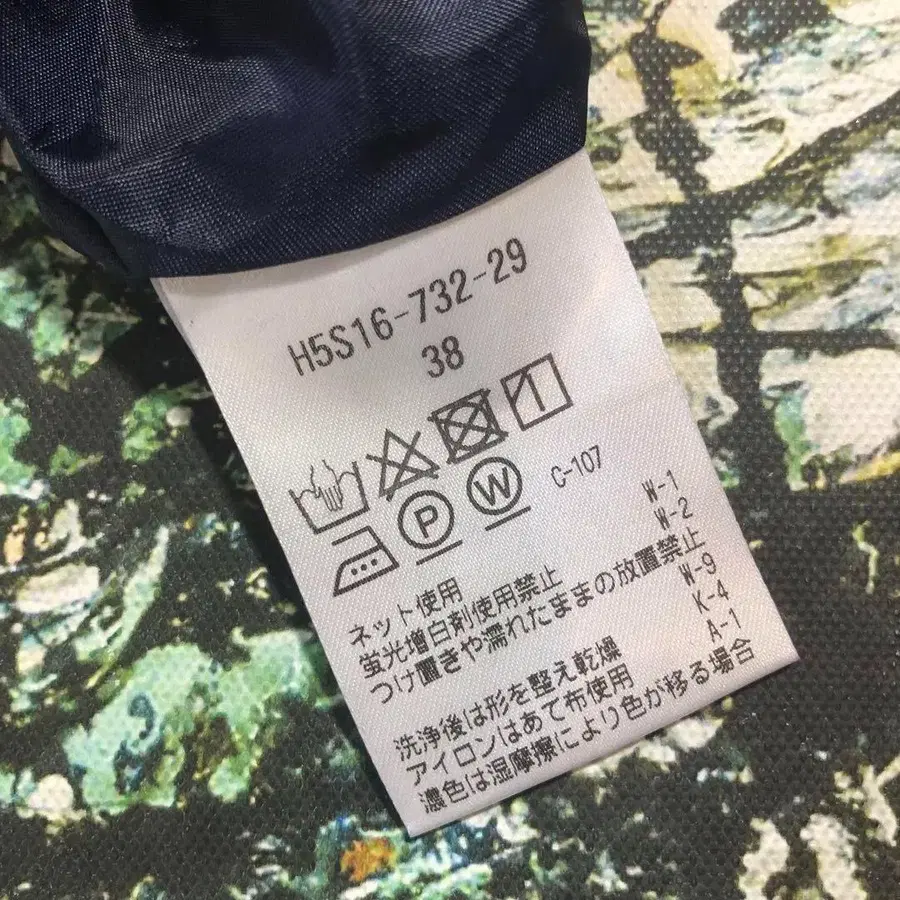 H5S16-732-29
38
P W C-107
ネット使用 W-1
蛍光増白剤使用禁止 W-2
つけ置きや濡れたままの放置禁止
W-9
洗浄後は形を整え乾燥 K-4
アイロンはあて布使用 A-1
濃色は湿摩擦により色が移る場合